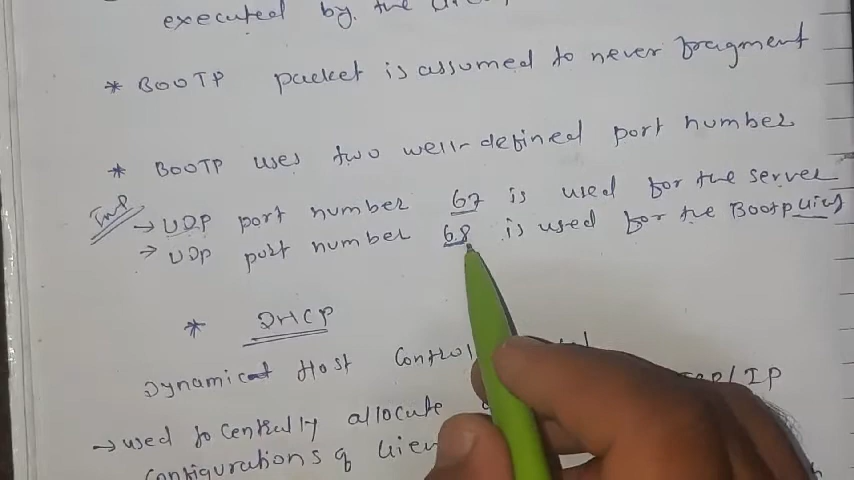 executed by the
* BOOTP packet is assumed to never fragment
* BOOTP uses two well-defined port number
Imp → UDP port number 67 is used for the server
→ UDP port number 68 is used for the Bootp client
* DHCP
Dynamic Host Control
→ used to centrally allocate
configurations of